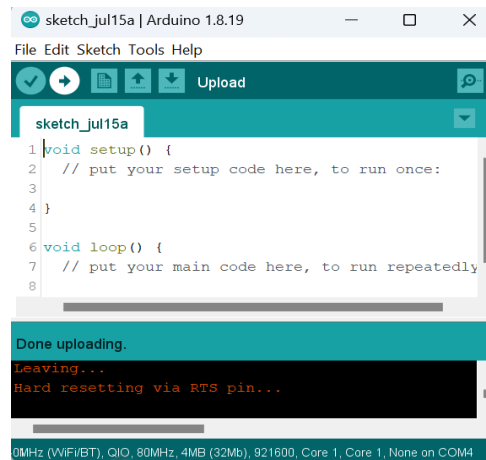 sketch_jul15a | Arduino 1.8.19
File Edit Sketch Tools Help
Upload
sketch_jul15a
1 void setup() {
2   // put your setup code here, to run once:
3
4 }
5
6 void loop() {
7   // put your main code here, to run repeatedly
8
Done uploading.
Leaving...
Hard resetting via RTS pin...
0MHz (WiFi/BT), QIO, 80MHz, 4MB (32Mb), 921600, Core 1, Core 1, None on COM4